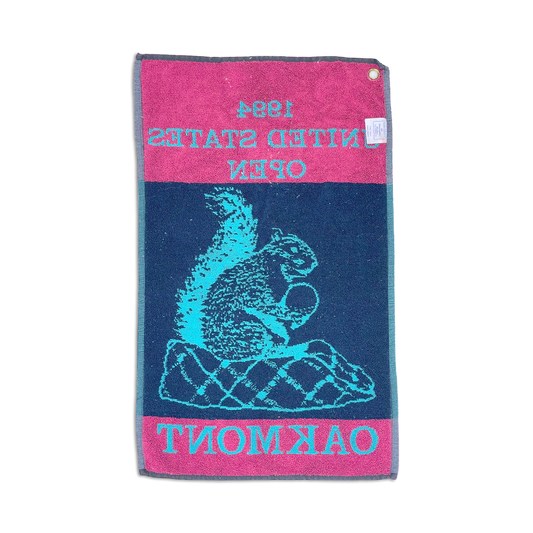 1994
UNITED STATES
OPEN
OAKMONT